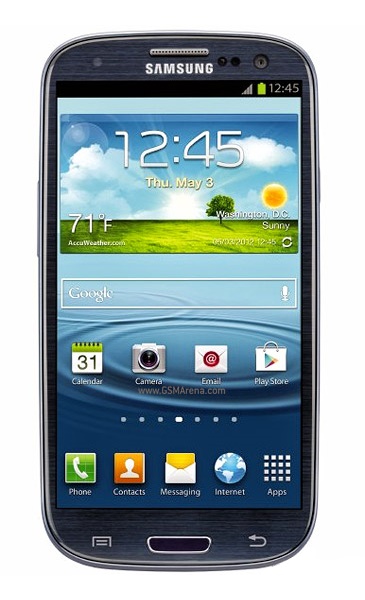 SAMSUNG
12:45
12:45
Thu. May 3
71°F
Washington, D.C.
Sunny
AccuWeather.com
05/03/2012 12:45
Google
31
Calendar
Camera
Email
Play Store
www.GSMArena.com
Phone
Contacts
Messaging
Internet
Apps